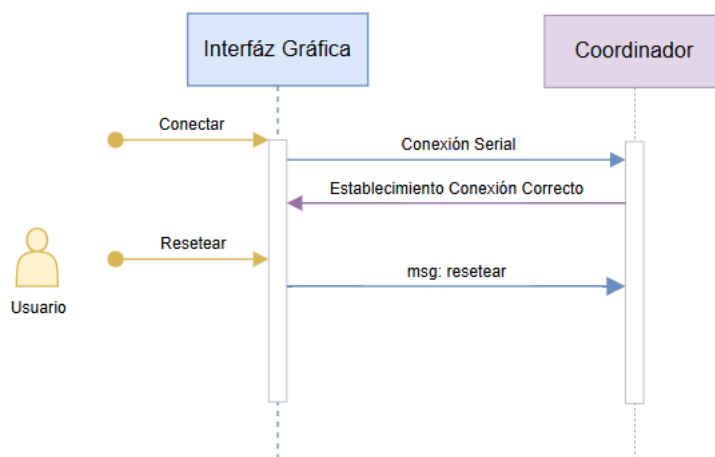 Interfáz Gráfica
Coordinador
Conectar
Conexión Serial
Establecimiento Conexión Correcto
Resetear
msg: resetear
Usuario